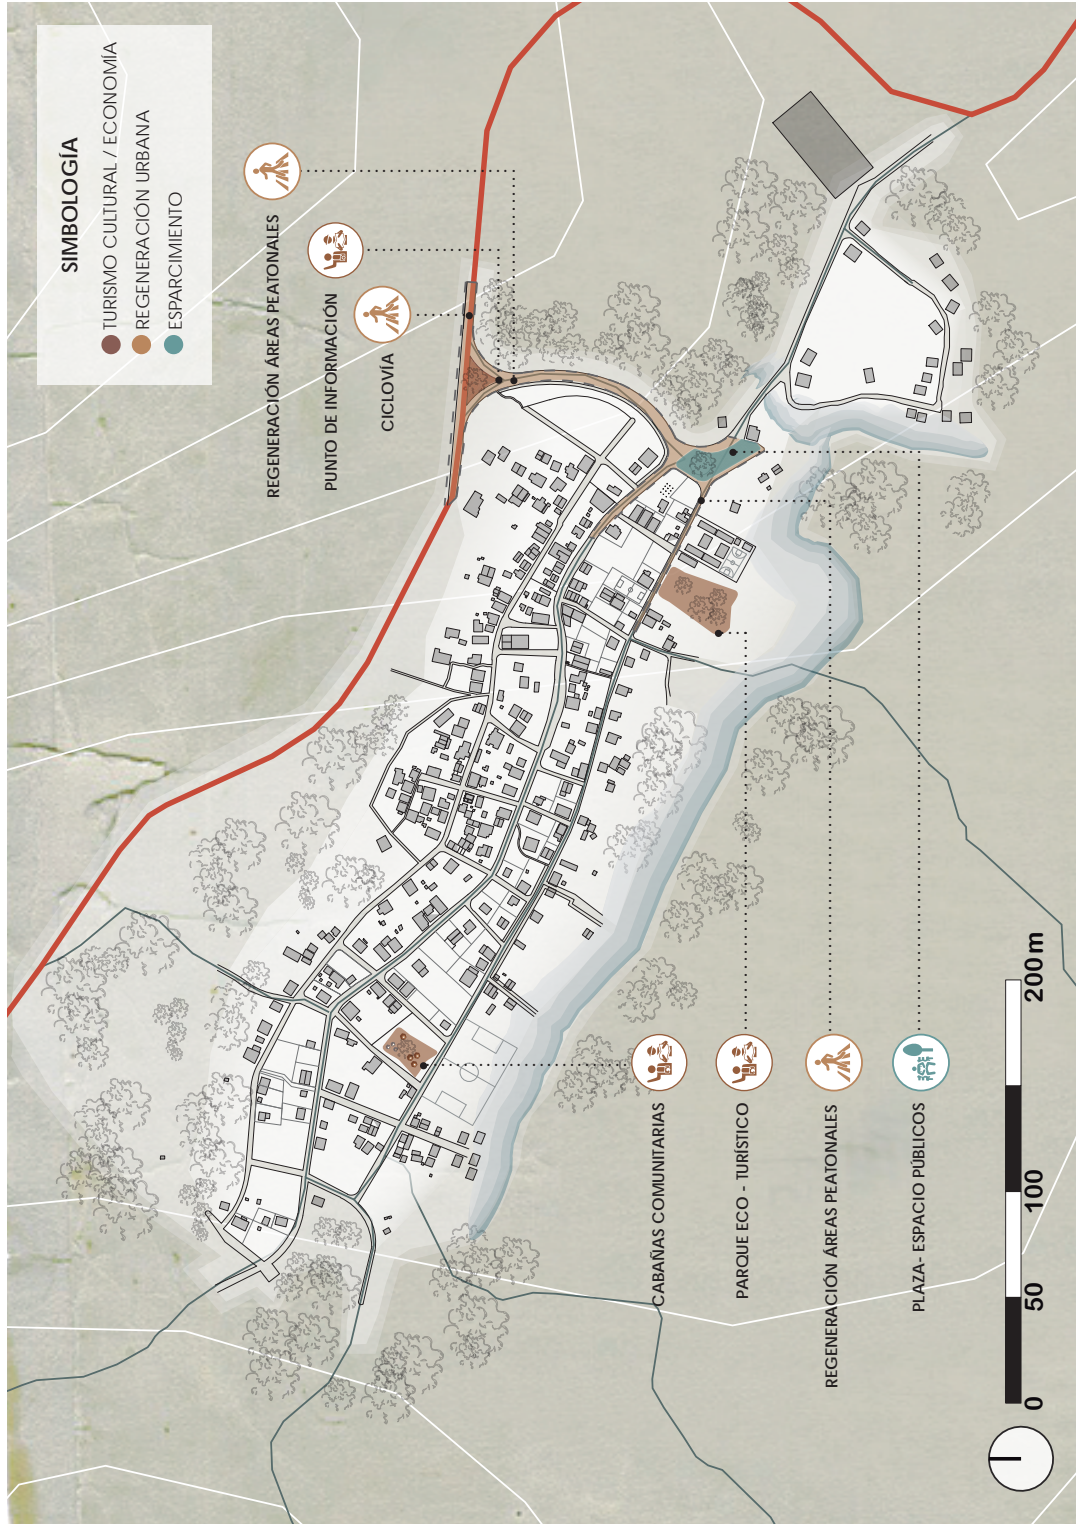 SIMBOLOGÍA
TURISMO CULTURAL / ECONOMÍA
REGENERACIÓN URBANA
ESPARCIMIENTO
REGENERACIÓN ÁREAS PEATONALES
PUNTO DE INFORMACIÓN
CICLOVÍA
CABAÑAS COMUNITARIAS
PARQUE ECO - TURÍSTICO
REGENERACIÓN ÁREAS PEATONALES
PLAZA- ESPACIO PÚBLICOS
0 50 100 200 m